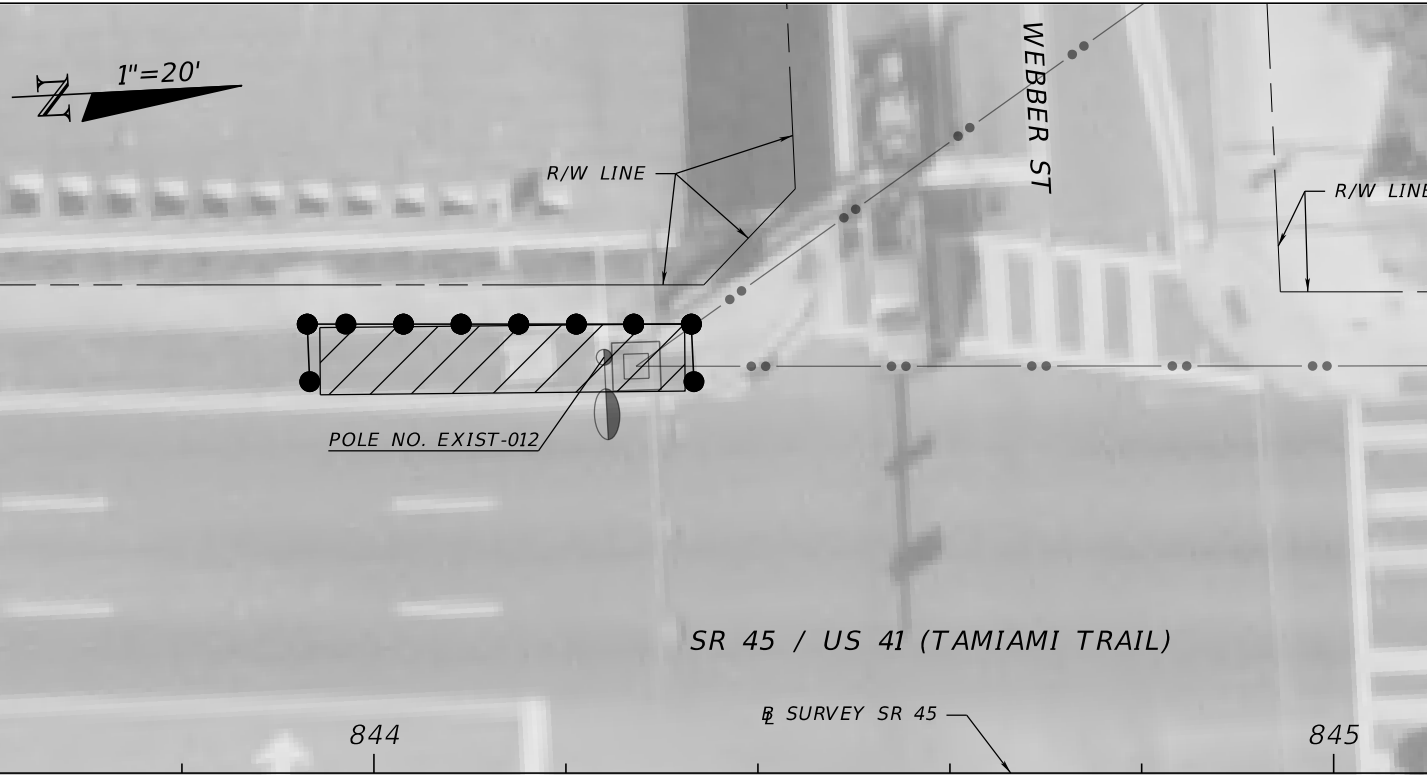 N
1"=20'
WEBBER ST
R/W LINE
R/W LINE
POLE NO. EXIST-012
SR 45 / US 41 (TAMIAMI TRAIL)
BL SURVEY SR 45
844
845